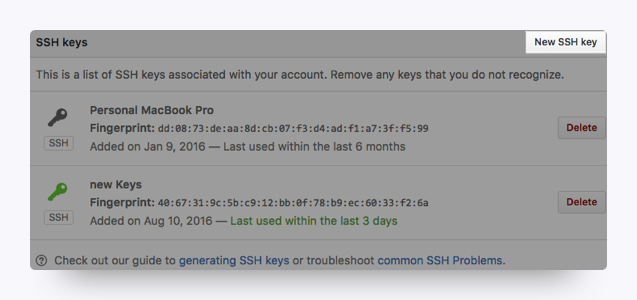 SSH keys
New SSH key
This is a list of SSH keys associated with your account. Remove any keys that you do not recognize.
Personal MacBook Pro
Fingerprint: dd:08:73:de:aa:8d:cb:07:f3:d4:ad:f1:a7:3f:f5:99
SSH
Added on Jan 9, 2016 — Last used within the last 6 months
Delete
new Keys
Fingerprint: 40:67:31:9c:5b:c9:12:bb:0f:78:b9:ec:60:33:f2:6a
SSH
Added on Aug 10, 2016 — Last used within the last 3 days
Delete
Check out our guide to generating SSH keys or troubleshoot common SSH Problems.